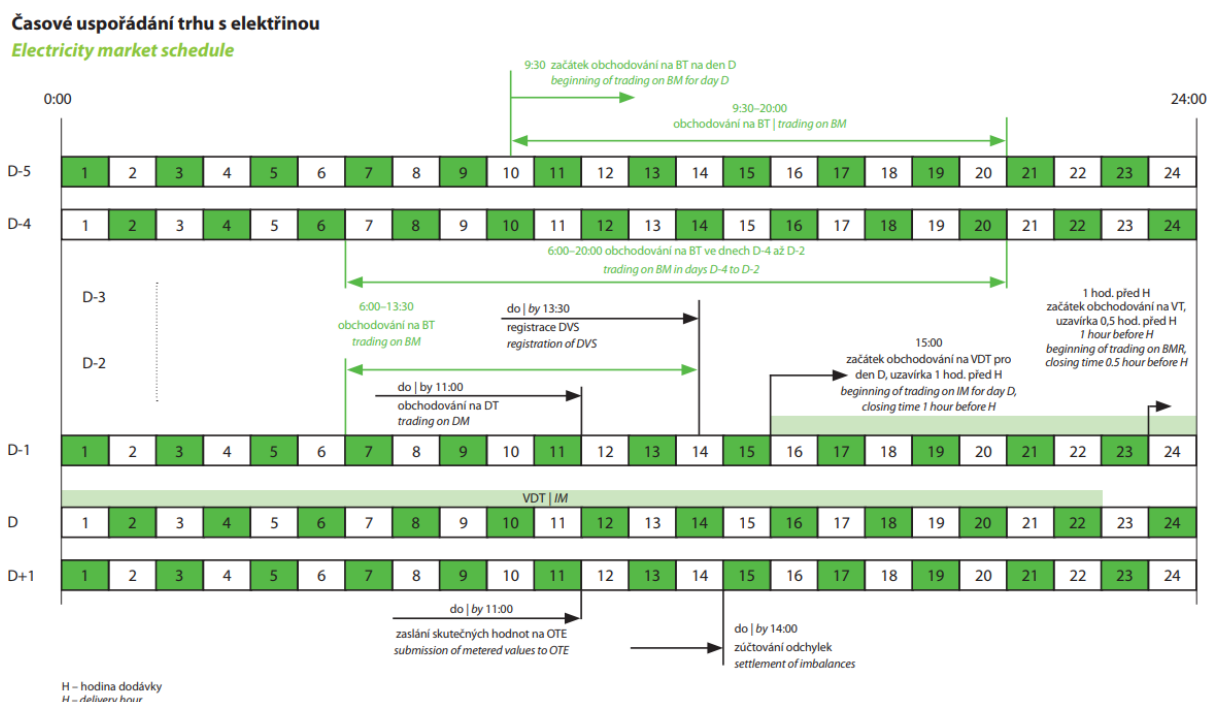 Časové uspořádání trhu s elektřinou
Electricity market schedule
9:30 začátek obchodování na BT na den D
beginning of trading on BM for day D
0:00
24:00
9:30–20:00
obchodování na BT | trading on BM
D-5 1 2 3 4 5 6 7 8 9 10 11 12 13 14 15 16 17 18 19 20 21 22 23 24
D-4 1 2 3 4 5 6 7 8 9 10 11 12 13 14 15 16 17 18 19 20 21 22 23 24
6:00–20:00 obchodování na BT ve dnech D-4 až D-2
trading on BM in days D-4 to D-2
D-3
D-2
6:00–13:30
obchodování na BT
trading on BM
do | by 13:30
registrace DVS
registration of DVS
do | by 11:00
obchodování na DT
trading on DM
15:00
začátek obchodování na VDT pro
den D, uzavírka 1 hod. před H
beginning of trading on IM for day D,
closing time 1 hour before H
1 hod. před H
začátek obchodování na VT,
uzavírka 0,5 hod. před H
1 hour before H
beginning of trading on BMR,
closing time 0.5 hour before H
D-1 1 2 3 4 5 6 7 8 9 10 11 12 13 14 15 16 17 18 19 20 21 22 23 24
VDT | IM
D 1 2 3 4 5 6 7 8 9 10 11 12 13 14 15 16 17 18 19 20 21 22 23 24
D+1 1 2 3 4 5 6 7 8 9 10 11 12 13 14 15 16 17 18 19 20 21 22 23 24
do | by 11:00
zaslání skutečných hodnot na OTE
submission of metered values to OTE
do | by 14:00
zúčtování odchylek
settlement of imbalances
H – hodina dodávky
H – delivery hour